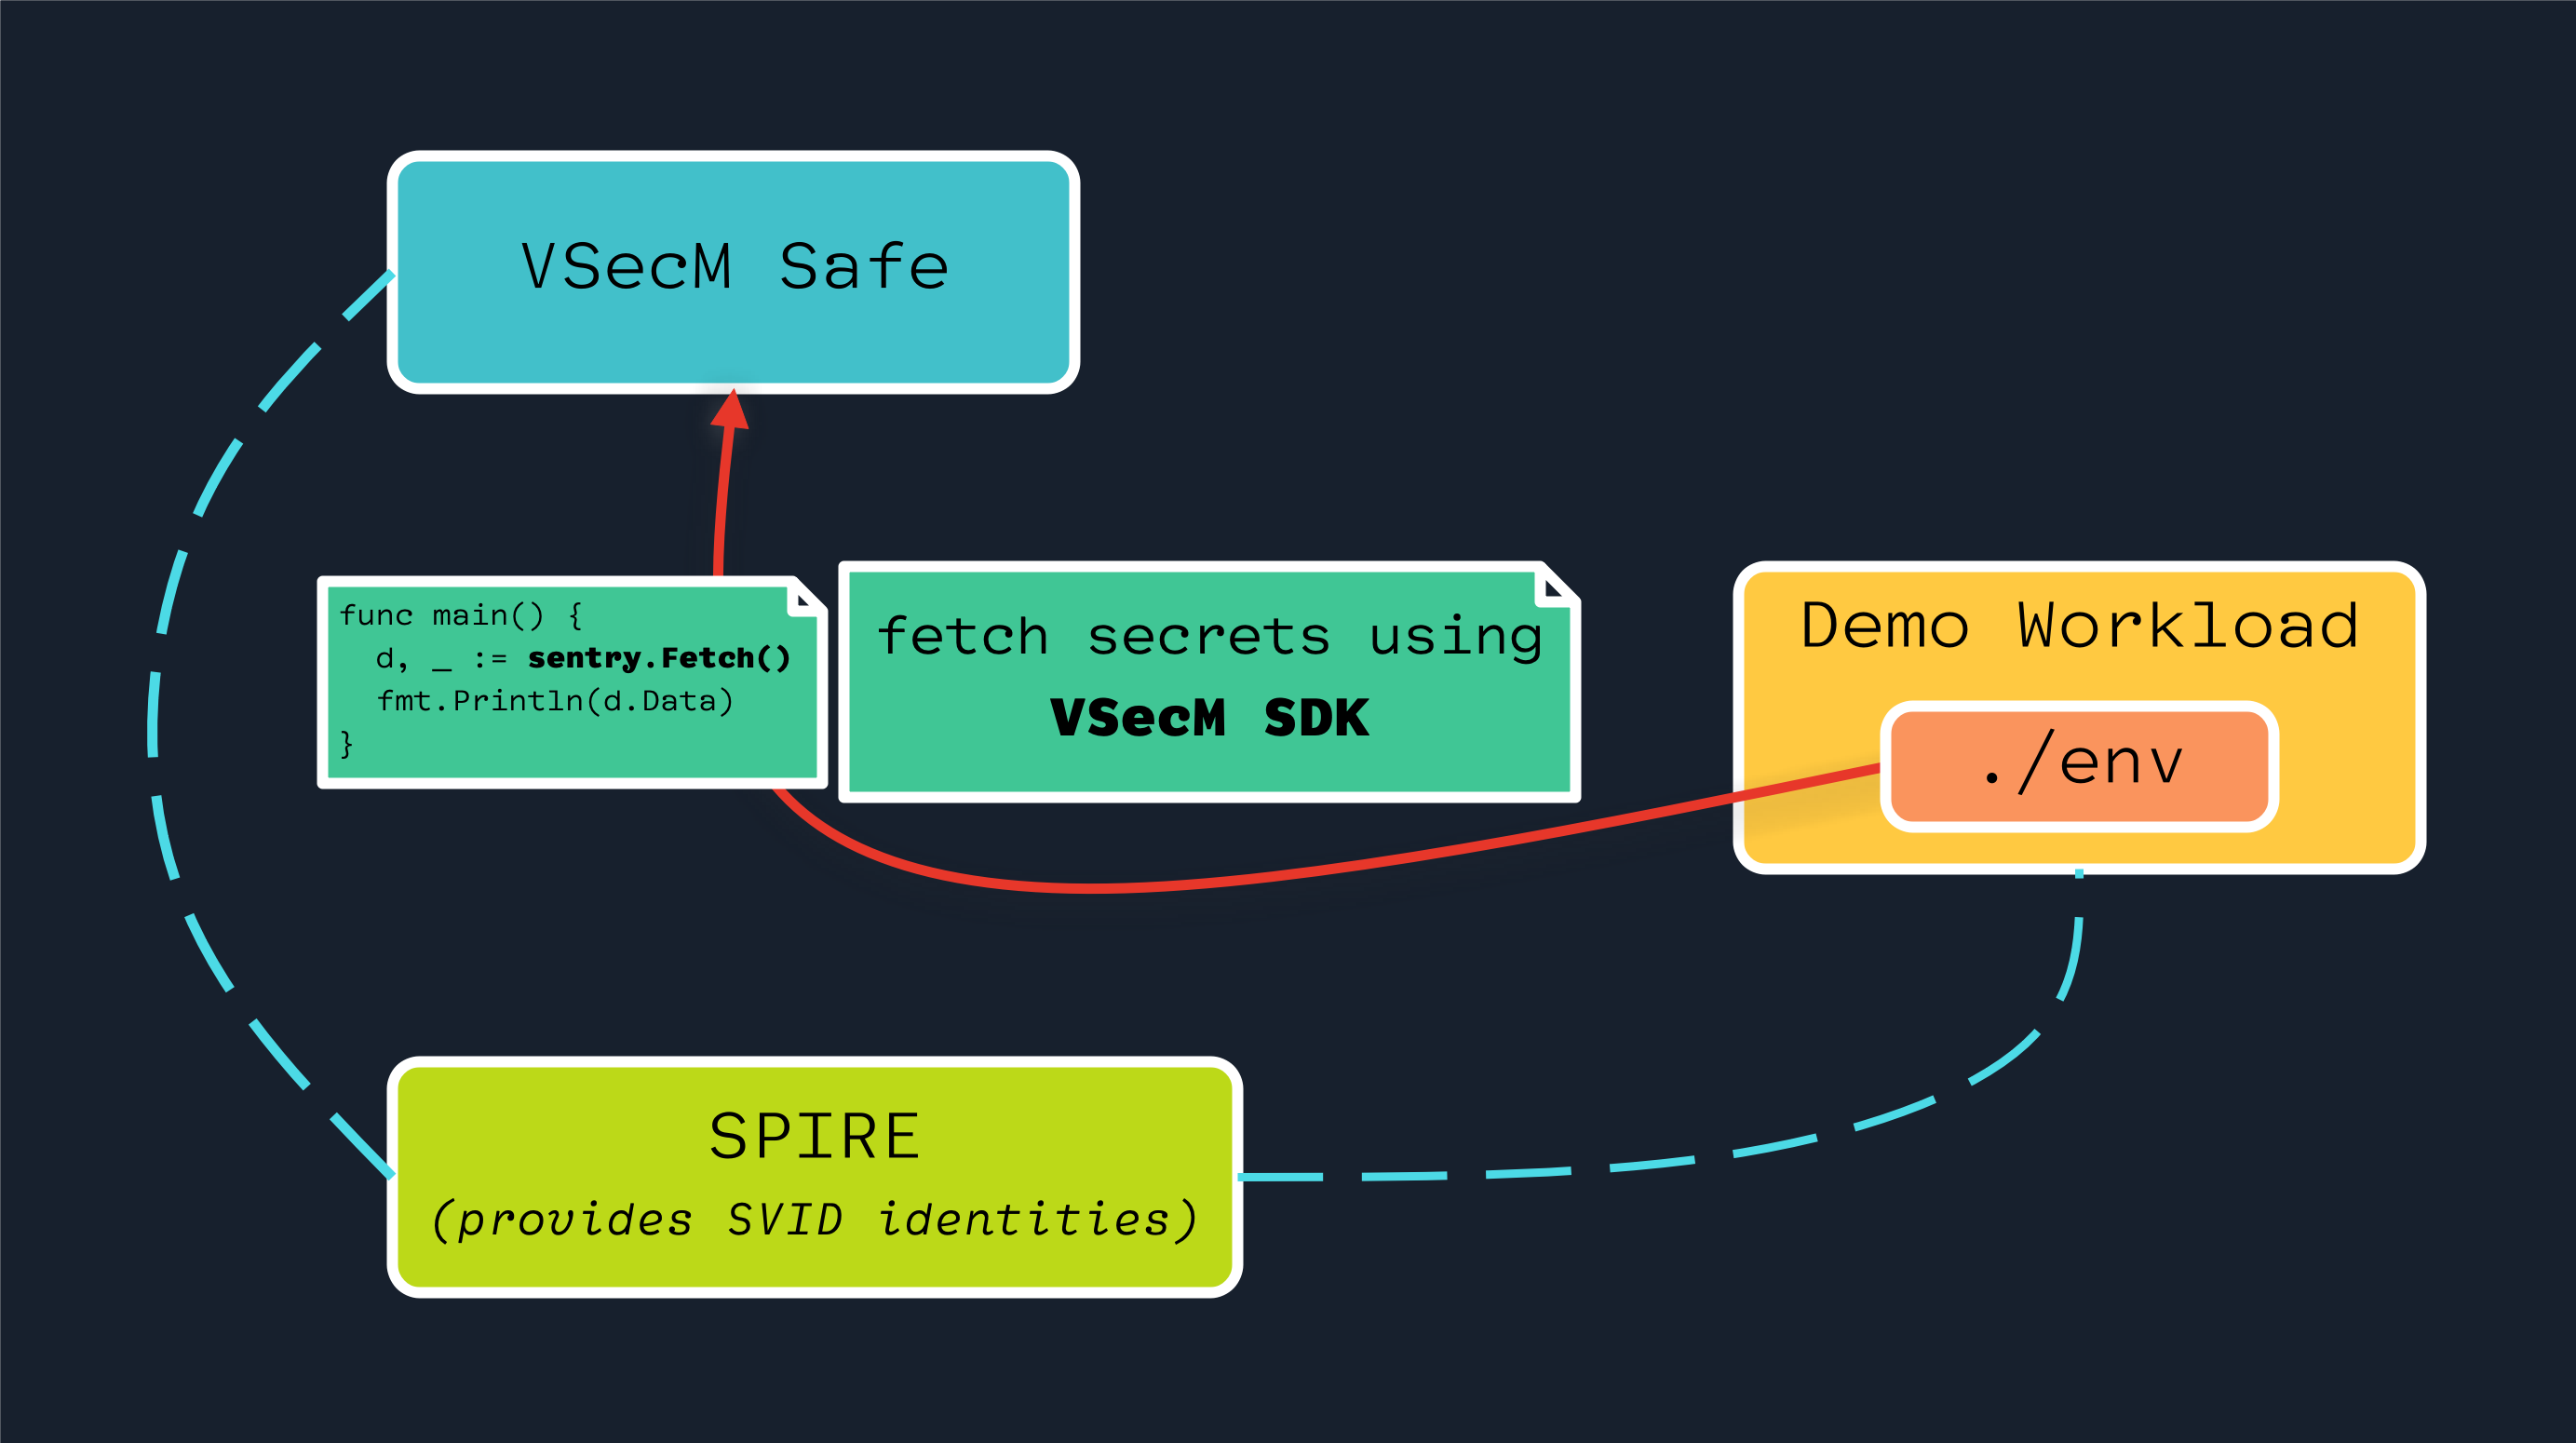 VSecM Safe
func main() {
  d, _ := sentry.Fetch()
  fmt.Println(d.Data)
}
fetch secrets using
VSecM SDK
Demo Workload
./env
SPIRE
(provides SVID identities)